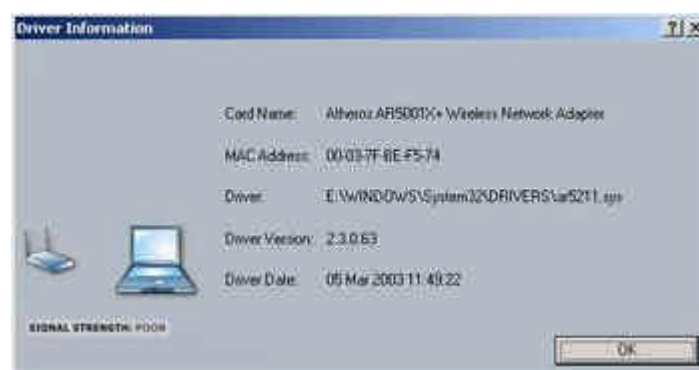 Driver Information
Card Name: Atheros AR5001X+ Wireless Network Adapter
MAC Address: 00-03-7F-BE-F5-74
Driver: E:\WINDOWS\System32\DRIVERS\ar5211.sys
Driver Version: 2.3.0.63
Driver Date: 05 Mar 2003 11:49:22
SIGNAL STRENGTH: POOR
OK